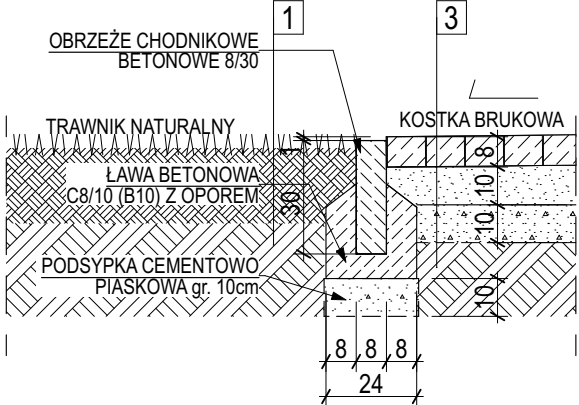 1
3
OBRZEŻE CHODNIKOWE
BETONOWE 8/30
TRAWNIK NATURALNY
KOSTKA BRUKOWA
1
8
ŁAWA BETONOWA
C8/10 (B10) Z OPOREM
30
10
10
PODSYPKA CEMENTOWO
PIASKOWA gr. 10cm
10
8 8 8
24